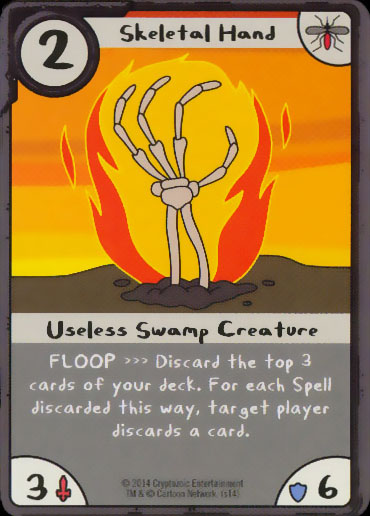 2
Skeletal Hand
Useless Swamp Creature
FLOOP >>> Discard the top 3
cards of your deck. For each Spell
discarded this way, target player
discards a card.
3
6
© 2014 Cryptozoic Entertainment
TM & © Cartoon Network. (s14)